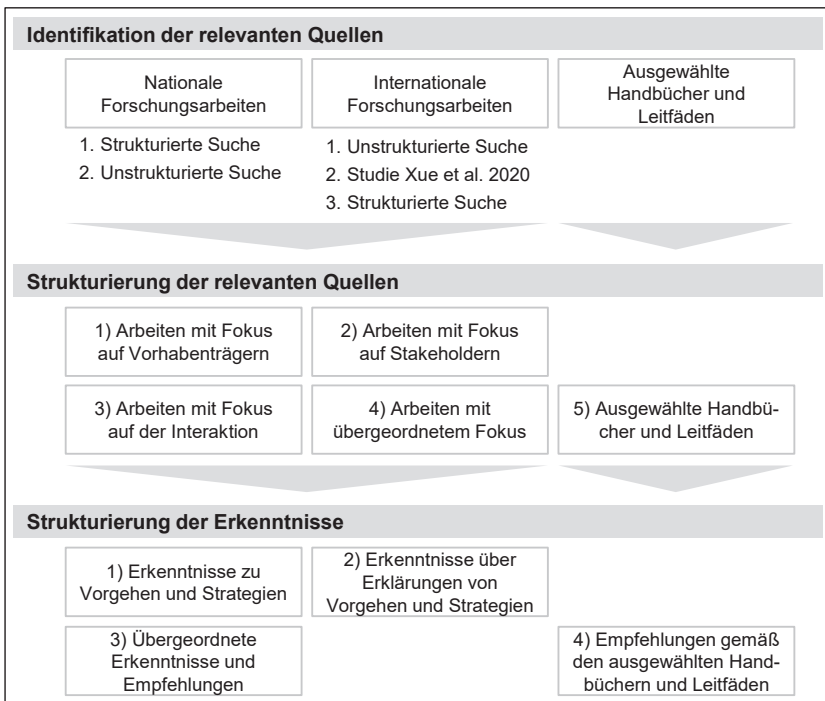 Identifikation der relevanten Quellen
Nationale
Forschungsarbeiten
1. Strukturierte Suche
2. Unstrukturierte Suche
Internationale
Forschungsarbeiten
1. Unstrukturierte Suche
2. Studie Xue et al. 2020
3. Strukturierte Suche
Ausgewählte
Handbücher und
Leitfäden
Strukturierung der relevanten Quellen
1) Arbeiten mit Fokus
auf Vorhabenträgern
2) Arbeiten mit Fokus
auf Stakeholdern
3) Arbeiten mit Fokus
auf der Interaktion
4) Arbeiten mit
übergeordnetem Fokus
5) Ausgewählte Handbü-
cher und Leitfäden
Strukturierung der Erkenntnisse
1) Erkenntnisse zu
Vorgehen und Strategien
2) Erkenntnisse über
Erklärungen von
Vorgehen und Strategien
3) Übergeordnete
Erkenntnisse und
Empfehlungen
4) Empfehlungen gemäß
den ausgewählten Hand-
büchern und Leitfäden